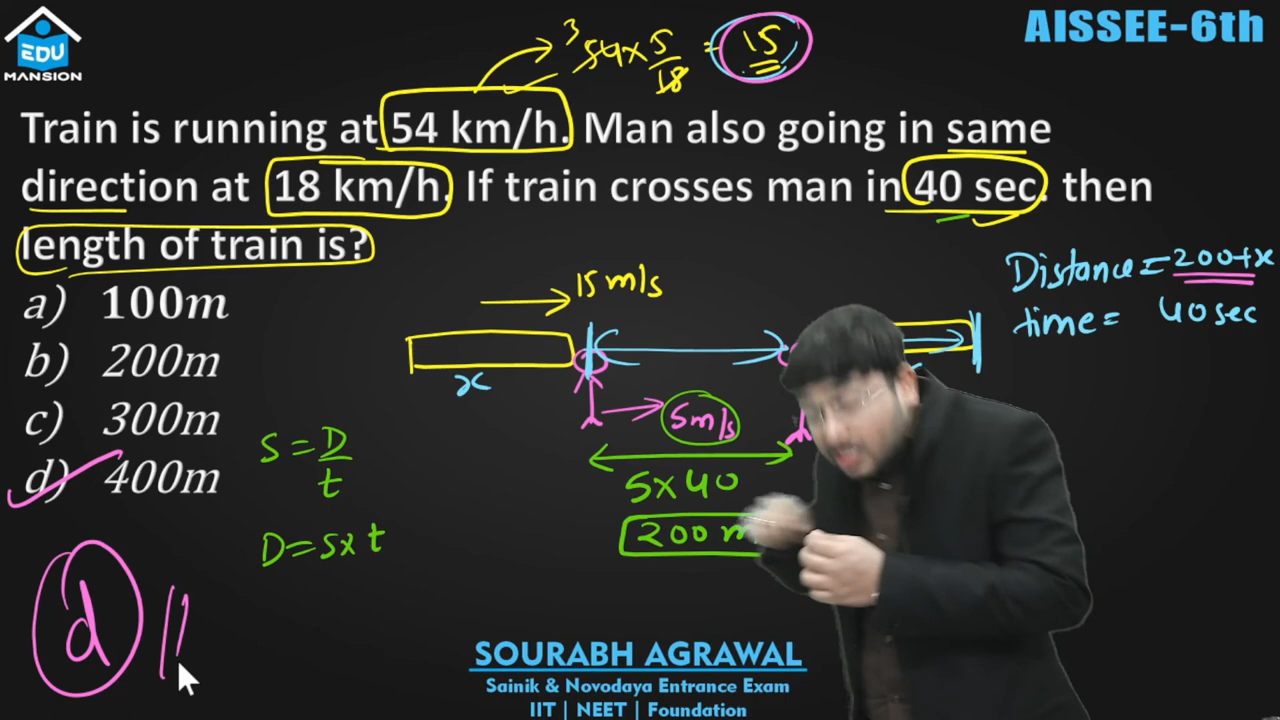 EDU
MANSION
AISSEE-6th
3
54 × 5/18 = 15
Train is running at 54 km/h. Man also going in same
direction at 18 km/h. If train crosses man in 40 sec. then
length of train is?
a) 100m
b) 200m
c) 300m
d) 400m
15 m/s
x
5 m/s
5 × 40
200 m
Distance = 200+x
time = 40 sec
S = D/t
D = s × t
d
SOURABH AGRAWAL
Sainik & Novodaya Entrance Exam
IIT | NEET | Foundation